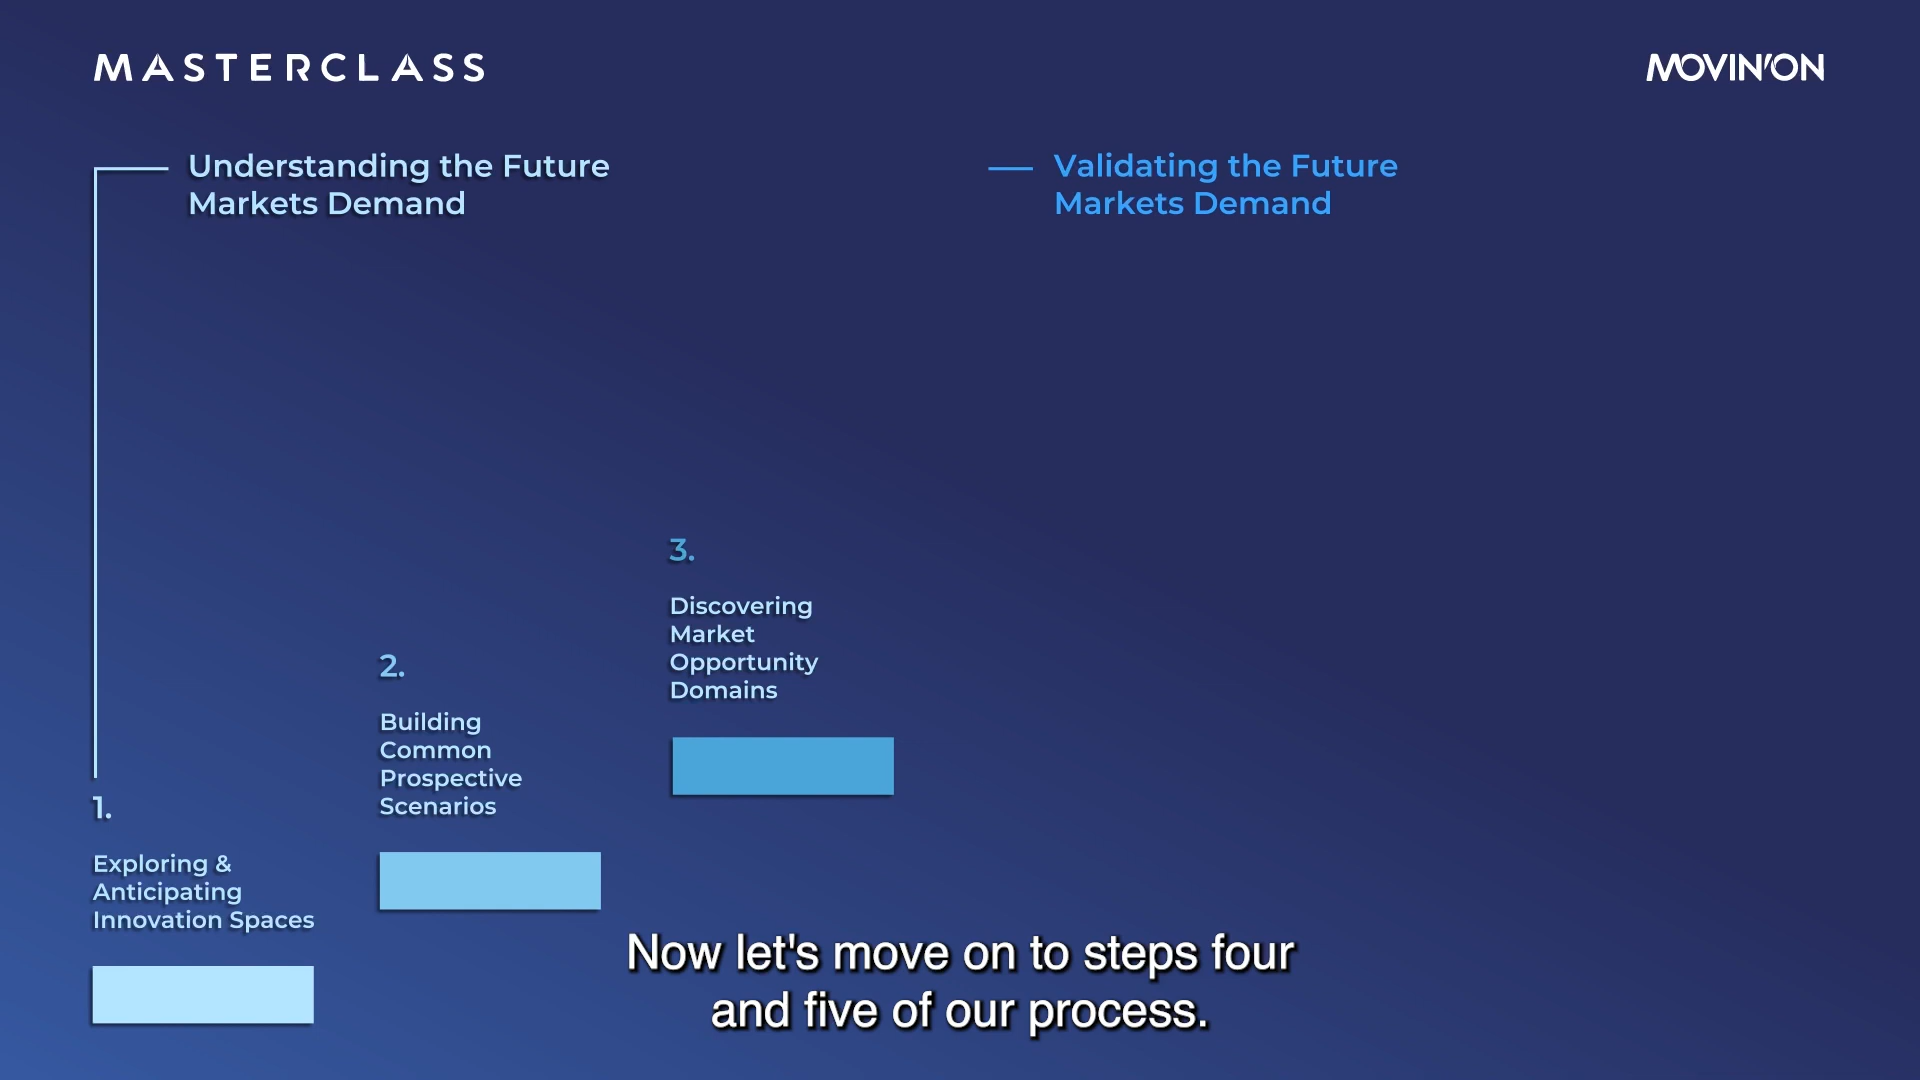 MASTERCLASS
MOVIN'ON
Understanding the Future
Markets Demand
Validating the Future
Markets Demand
3.
Discovering
Market
Opportunity
Domains
2.
Building
Common
Prospective
Scenarios
1.
Exploring &
Anticipating
Innovation Spaces
Now let's move on to steps four
and five of our process.